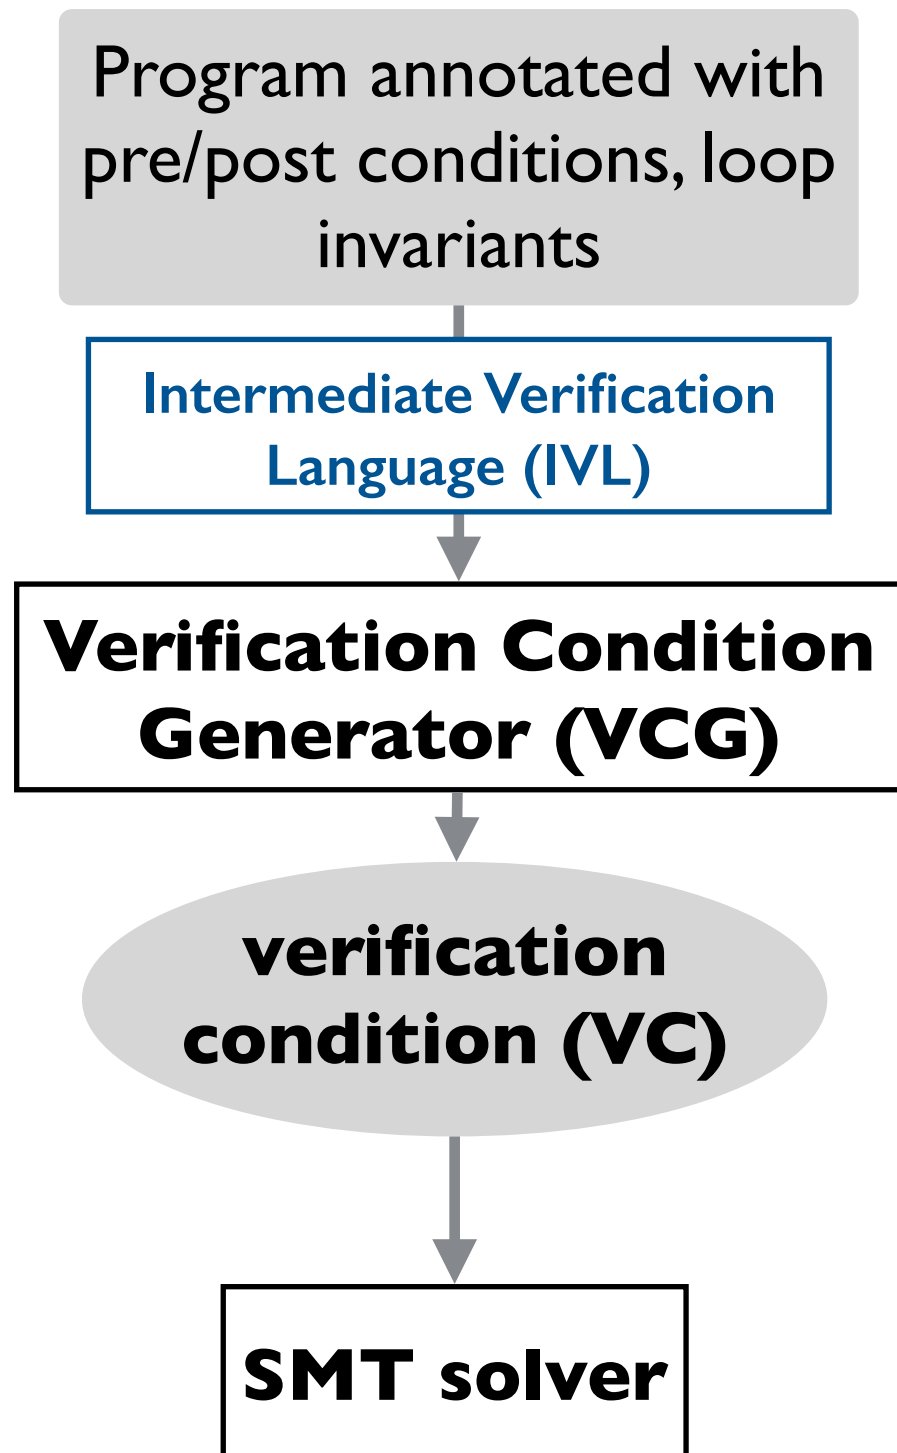 Program annotated with
pre/post conditions, loop
invariants
Intermediate Verification
Language (IVL)
Verification Condition
Generator (VCG)
verification
condition (VC)
SMT solver